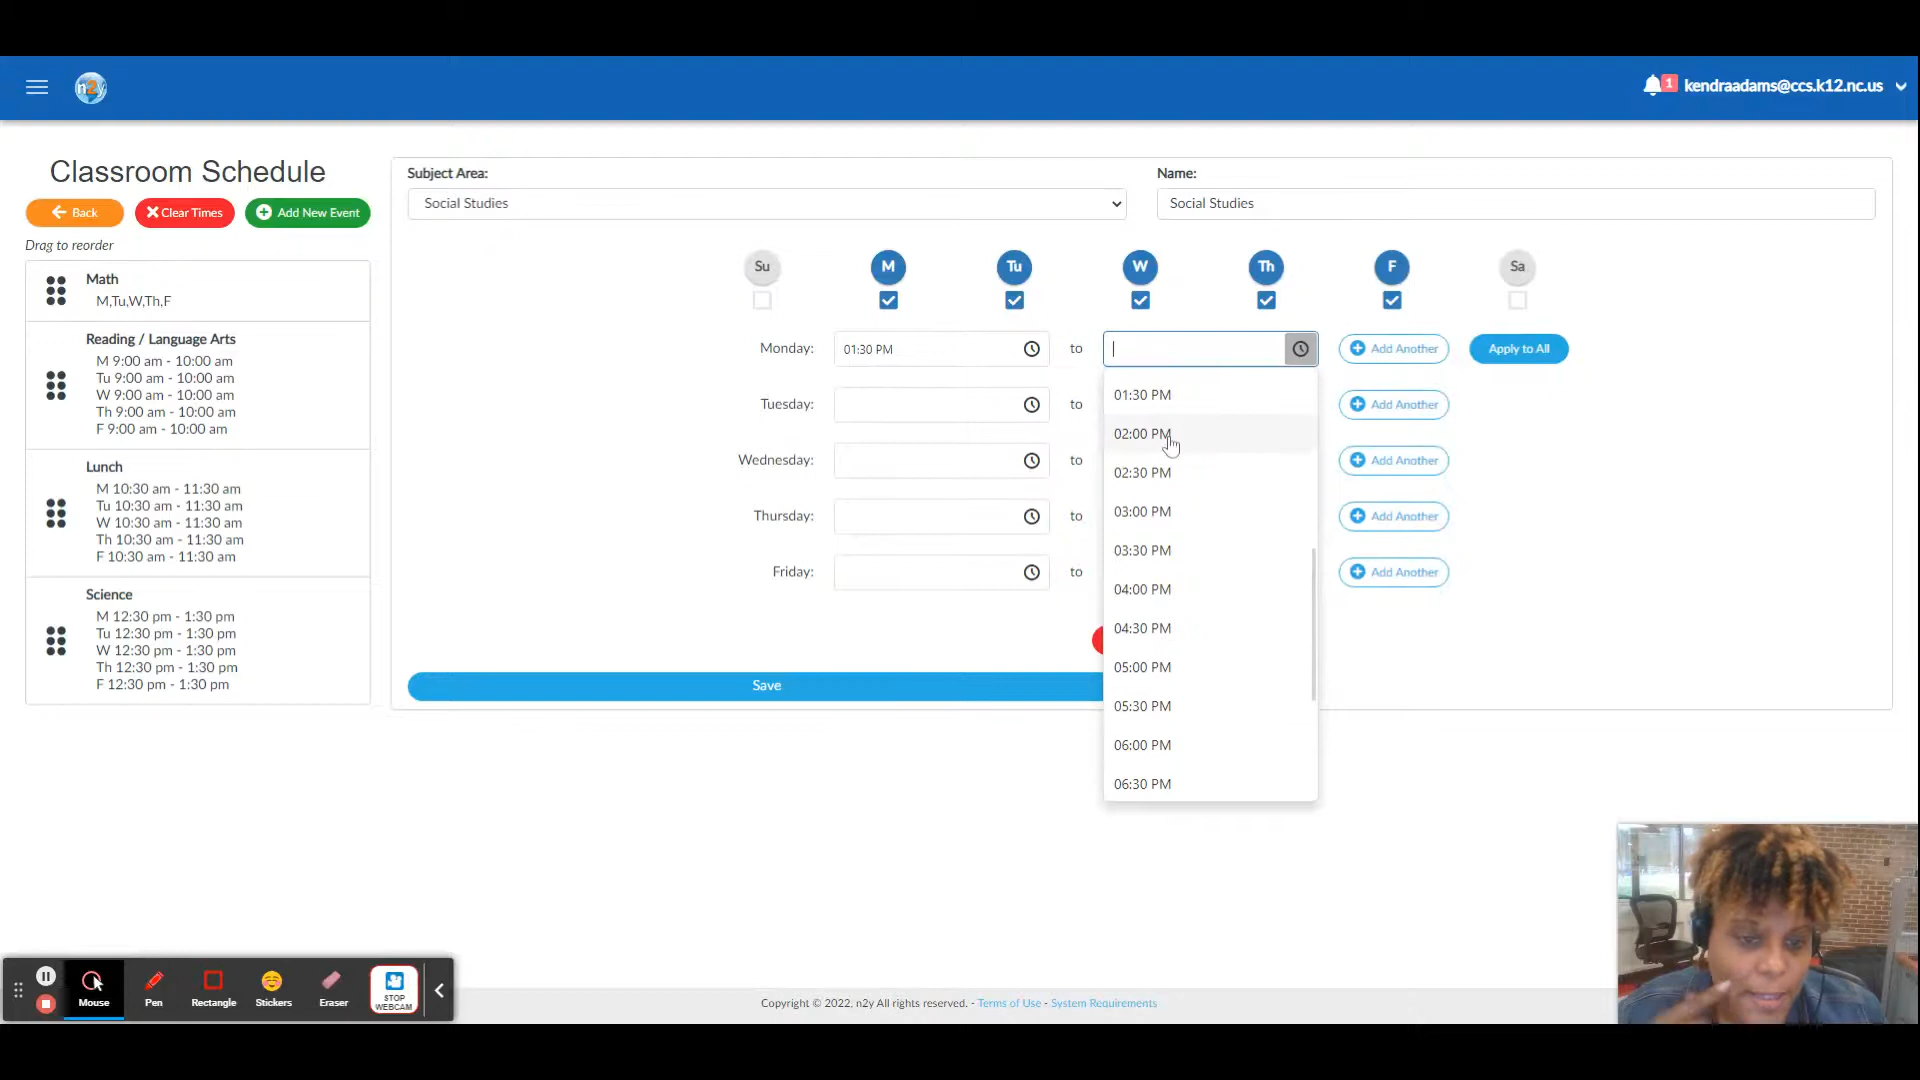 n2y
1
kendraadams@ccs.k12.nc.us
Classroom Schedule
Back
Clear Times
Add New Event
Drag to reorder
Math
M,Tu,W,Th,F
Reading / Language Arts
M 9:00 am - 10:00 am
Tu 9:00 am - 10:00 am
W 9:00 am - 10:00 am
Th 9:00 am - 10:00 am
F 9:00 am - 10:00 am
Lunch
M 10:30 am - 11:30 am
Tu 10:30 am - 11:30 am
W 10:30 am - 11:30 am
Th 10:30 am - 11:30 am
F 10:30 am - 11:30 am
Science
M 12:30 pm - 1:30 pm
Tu 12:30 pm - 1:30 pm
W 12:30 pm - 1:30 pm
Th 12:30 pm - 1:30 pm
F 12:30 pm - 1:30 pm
Subject Area:
Social Studies
Name:
Social Studies
Su M Tu W Th F Sa
Monday: 01:30 PM to Add Another Apply to All
Tuesday: to Add Another
Wednesday: to Add Another
Thursday: to Add Another
Friday: to Add Another
01:30 PM
02:00 PM
02:30 PM
03:00 PM
03:30 PM
04:00 PM
04:30 PM
05:00 PM
05:30 PM
06:00 PM
06:30 PM
Save
Mouse
Pen
Rectangle
Stickers
Eraser
STOP
WEBCAM
Copyright © 2022, n2y All rights reserved. - Terms of Use - System Requirements